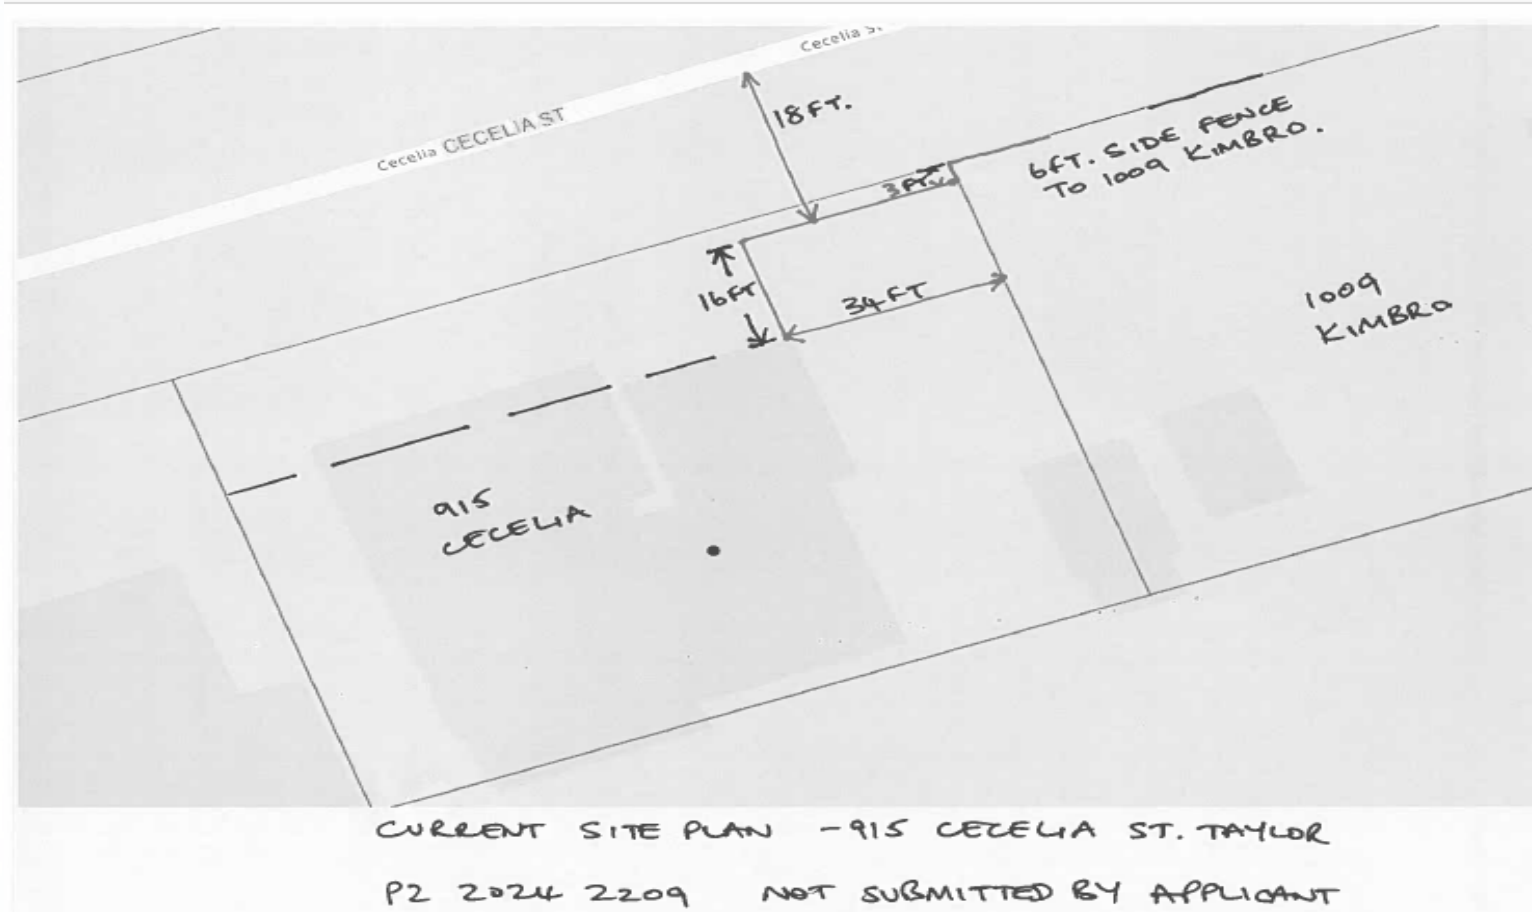 Cecelia St
Cecelia CECELIA ST
18FT.
3FT
6FT. SIDE FENCE
TO 1009 KIMBRO.
16FT
34FT
1009
KIMBRO
915
CECELIA
CURRENT SITE PLAN - 915 CECELIA ST. TAYLOR
PZ 2024 2209 NOT SUBMITTED BY APPLICANT